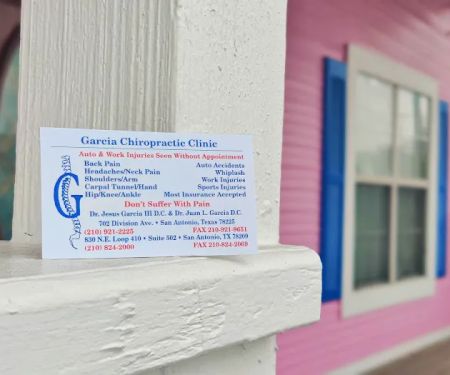 Garcia Chiropractic Clinic
Auto & Work Injuries Seen Without Appointment
Back Pain Auto Accidents
Headaches/Neck Pain Whiplash
Shoulders/Arm Work Injuries
Carpal Tunnel/Hand Sports Injuries
Hip/Knee/Ankle Most Insurance Accepted
Don't Suffer With Pain
Dr. Jesus Garcia III D.C. & Dr. Juan L. Garcia D.C.
702 Division Ave. • San Antonio, Texas 78225
(210) 921-2225 FAX 210-921-9651
830 N.E. Loop 410 • Suite 502 • San Antonio, TX 78209
(210) 824-2000 FAX 210-824-2069
G